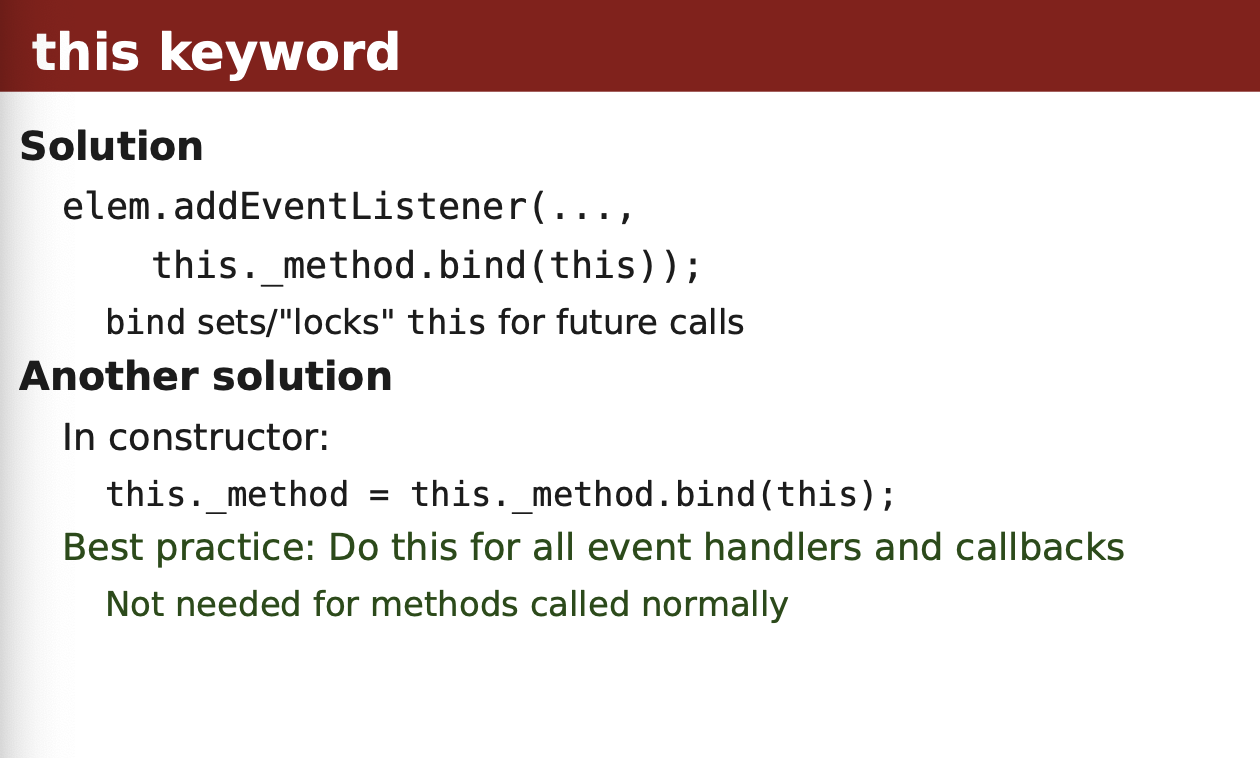 this keyword
Solution
elem.addEventListener(...,
this._method.bind(this));
bind sets/"locks" this for future calls
Another solution
In constructor:
this._method = this._method.bind(this);
Best practice: Do this for all event handlers and callbacks
Not needed for methods called normally